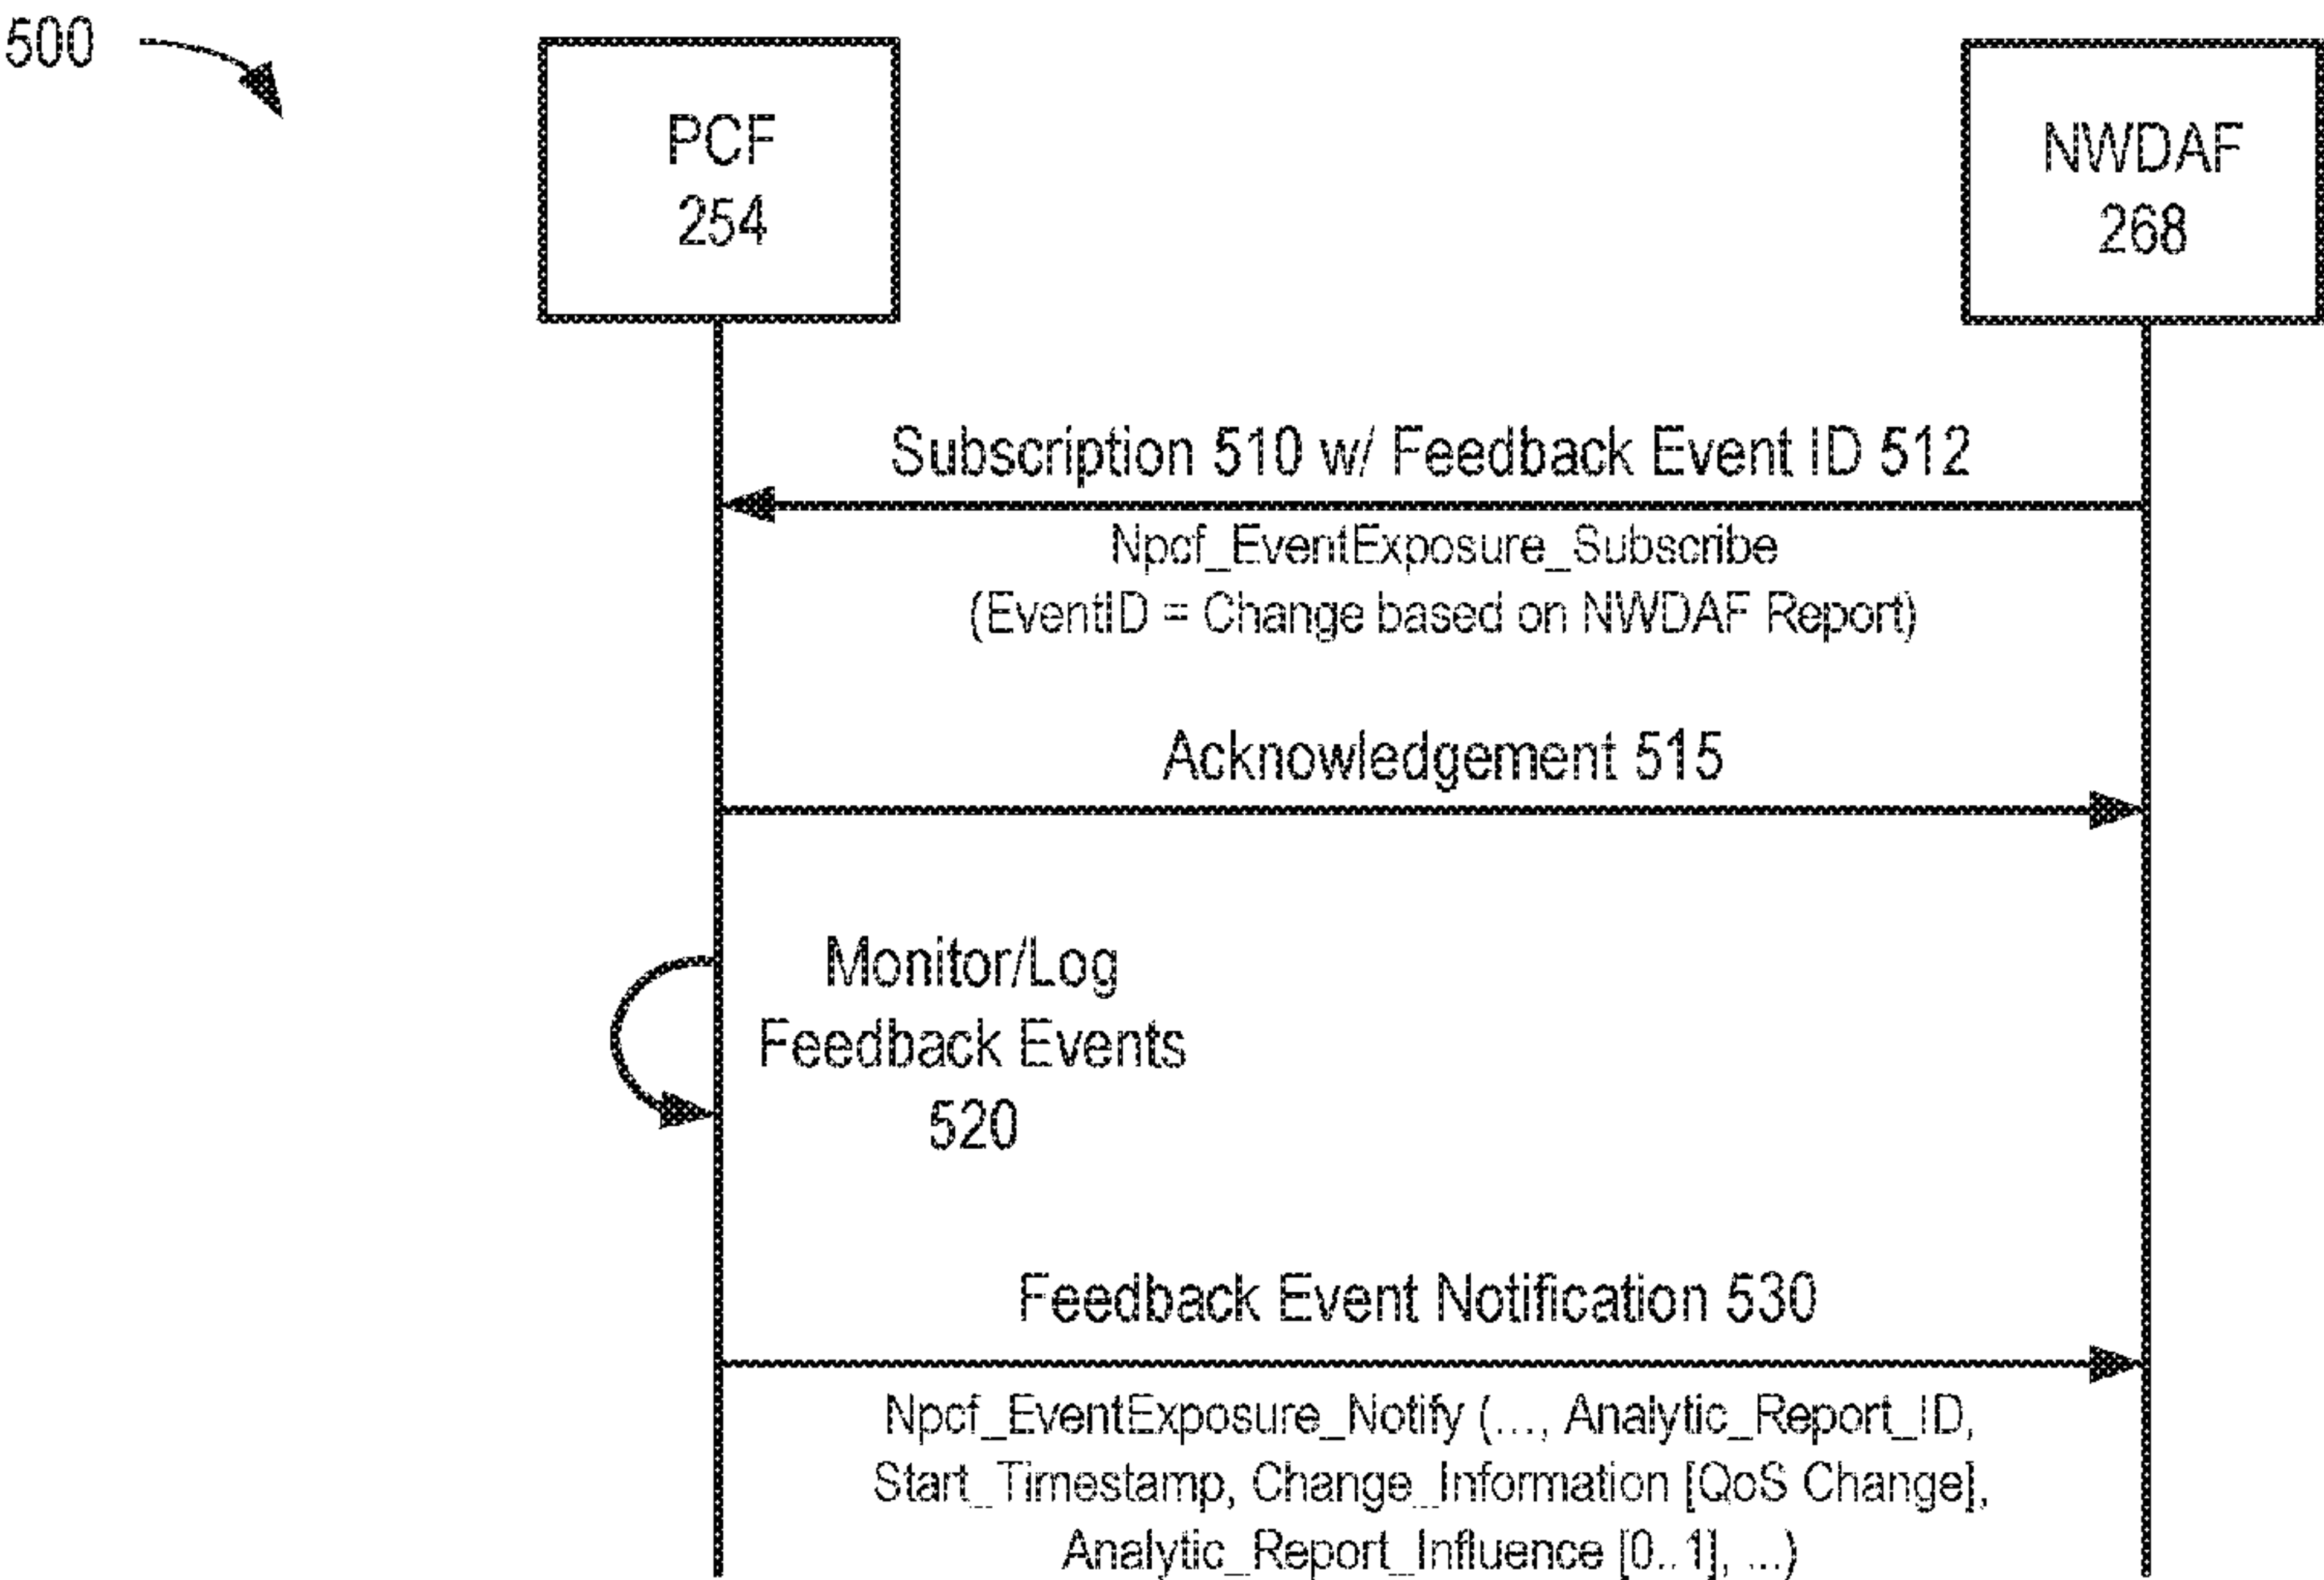 500
PCF
254
NWDAF
268
Subscription 510 w/ Feedback Event ID 512
Npcf_EventExposure_Subscribe
(EventID = Change based on NWDAF Report)
Acknowledgement 515
Monitor/Log
Feedback Events
520
Feedback Event Notification 530
Npcf_EventExposure_Notify (..., Analytic_Report_ID,
Start_Timestamp, Change_Information [QoS Change],
Analytic_Report_Influence [0..1], ...)